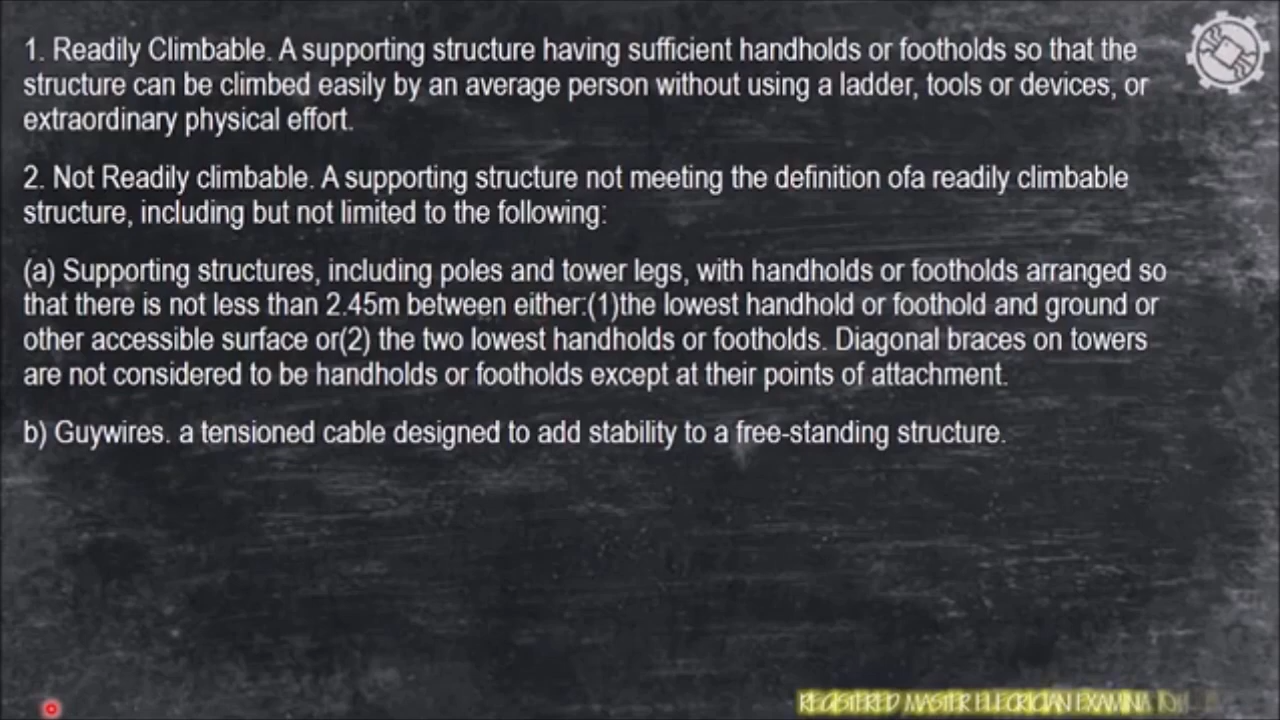 1. Readily Climbable. A supporting structure having sufficient handholds or footholds so that the
structure can be climbed easily by an average person without using a ladder, tools or devices, or
extraordinary physical effort.
2. Not Readily climbable. A supporting structure not meeting the definition ofa readily climbable
structure, including but not limited to the following:
(a) Supporting structures, including poles and tower legs, with handholds or footholds arranged so
that there is not less than 2.45m between either:(1)the lowest handhold or foothold and ground or
other accessible surface or(2) the two lowest handholds or footholds. Diagonal braces on towers
are not considered to be handholds or footholds except at their points of attachment.
b) Guywires. a tensioned cable designed to add stability to a free-standing structure.
REGISTERED MASTER ELECRICIAN